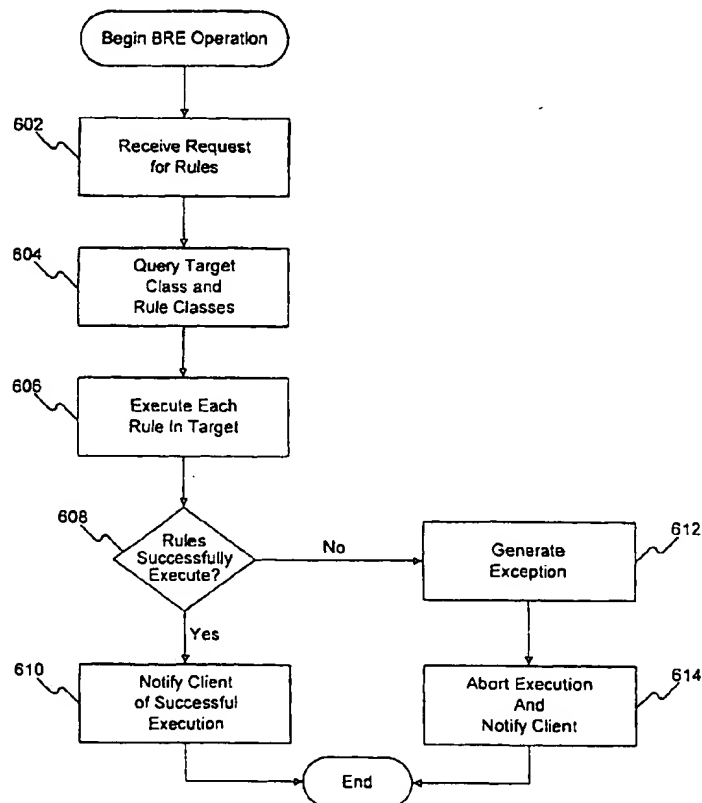 Begin BRE Operation
602
Receive Request
for Rules
604
Query Target
Class and
Rule Classes
606
Execute Each
Rule In Target
608
Rules
Successfully
Execute?
No
Generate
Exception
612
Yes
610
Notify Client
of Successful
Execution
Abort Execution
And
Notify Client
614
End